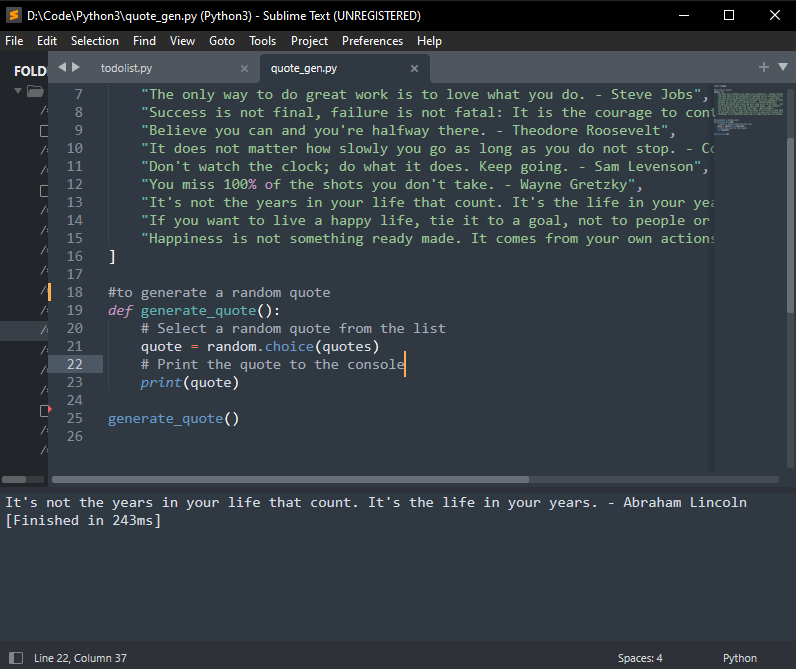 D:\Code\Python3\quote_gen.py (Python3) - Sublime Text (UNREGISTERED)
File Edit Selection Find View Goto Tools Project Preferences Help
FOLD
todolist.py
quote_gen.py
7 "The only way to do great work is to love what you do. - Steve Jobs",
8 "Success is not final, failure is not fatal: It is the courage to cont
9 "Believe you can and you're halfway there. - Theodore Roosevelt",
10 "It does not matter how slowly you go as long as you do not stop. - Co
11 "Don't watch the clock; do what it does. Keep going. - Sam Levenson",
12 "You miss 100% of the shots you don't take. - Wayne Gretzky",
13 "It's not the years in your life that count. It's the life in your yea
14 "If you want to live a happy life, tie it to a goal, not to people or
15 "Happiness is not something ready made. It comes from your own actions
16 ]
17
18 #to generate a random quote
19 def generate_quote():
20 # Select a random quote from the list
21 quote = random.choice(quotes)
22 # Print the quote to the console
23 print(quote)
24
25 generate_quote()
26
It's not the years in your life that count. It's the life in your years. - Abraham Lincoln
[Finished in 243ms]
Line 22, Column 37
Spaces: 4
Python